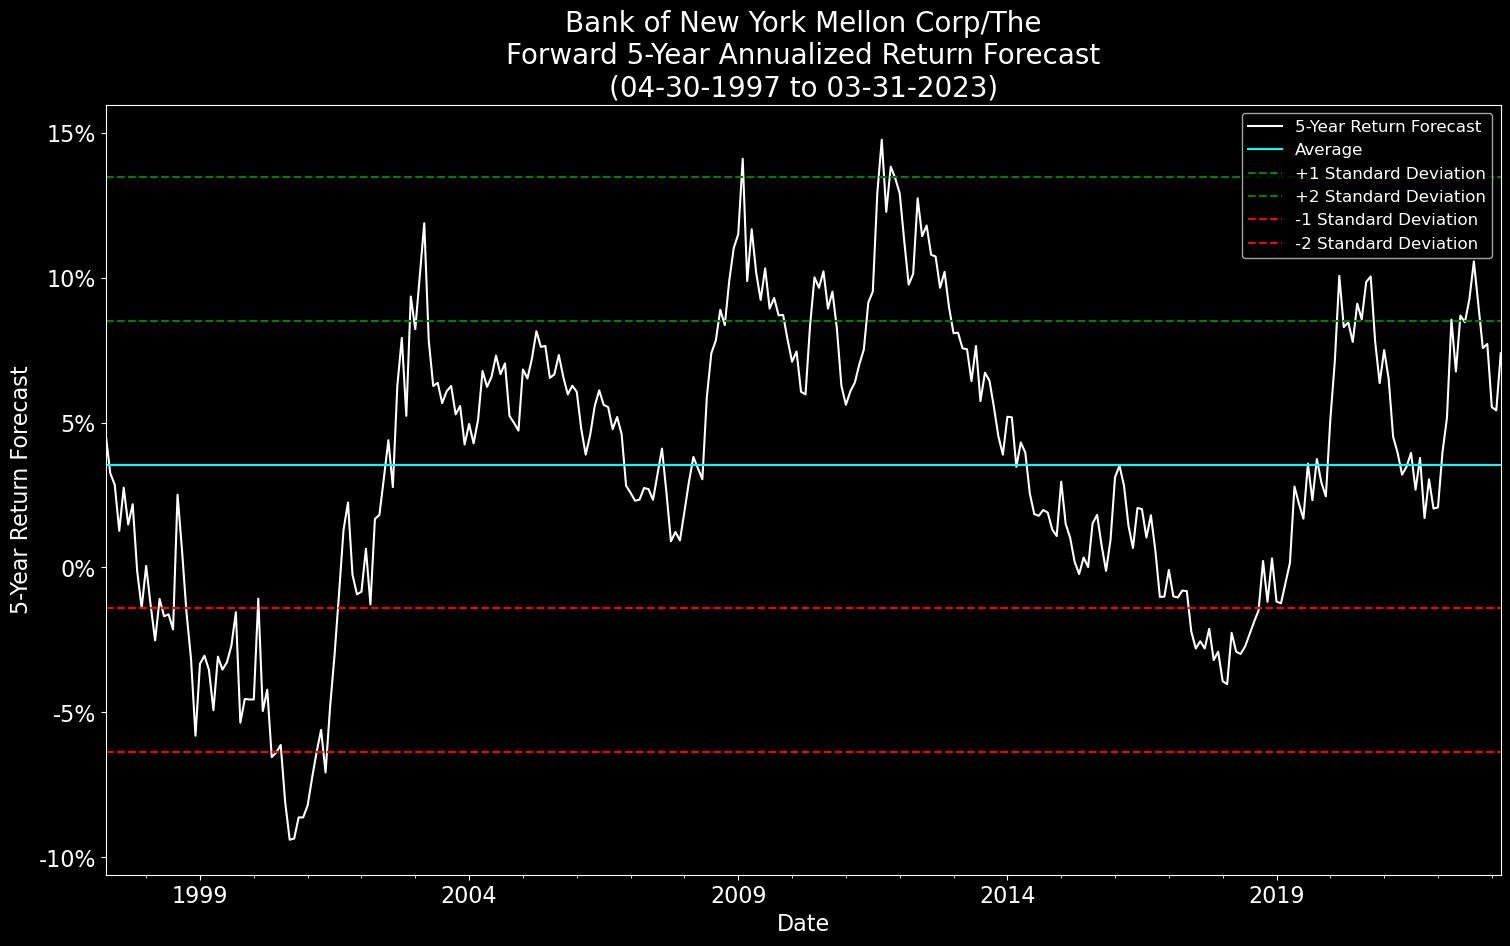 Bank of New York Mellon Corp/The
Forward 5-Year Annualized Return Forecast
(04-30-1997 to 03-31-2023)
15%
10%
5%
0%
-5%
-10%
5-Year Return Forecast
5-Year Return Forecast
Average
+1 Standard Deviation
+2 Standard Deviation
-1 Standard Deviation
-2 Standard Deviation
1999
2004
2009
2014
2019
Date